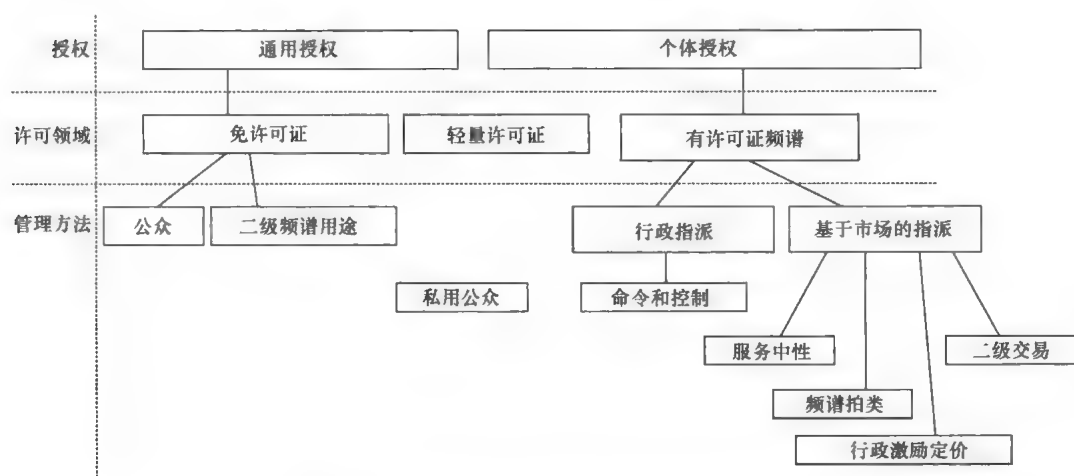 授权
通用授权
个体授权
许可领域
免许可证
轻量许可证
有许可证频谱
管理方法
公众
二级频谱用途
行政指派
基于市场的指派
私用公众
命令和控制
服务中性
二级交易
频谱拍类
行政激励定价